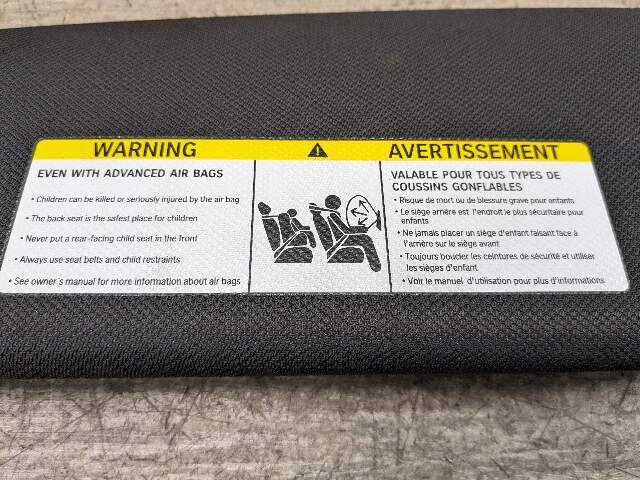 WARNING
EVEN WITH ADVANCED AIR BAGS
• Children can be killed or seriously injured by the air bag
• The back seat is the safest place for children
• Never put a rear-facing child seat in the front
• Always use seat belts and child restraints
• See owner's manual for more information about air bags
AVERTISSEMENT
VALABLE POUR TOUS TYPES DE
COUSSINS GONFLABLES
• Risque de mort ou de blessure grave pour enfants
• Le siège arrière est l'endroit le plus sécuritaire pour
enfants
• Ne jamais placer un siège d'enfant faisant face à
l'arrière sur le siège avant
• Toujours boucler les ceintures de sécurité et utiliser
les sièges d'enfant
• Voir le manuel d'utilisation pour plus d'informations